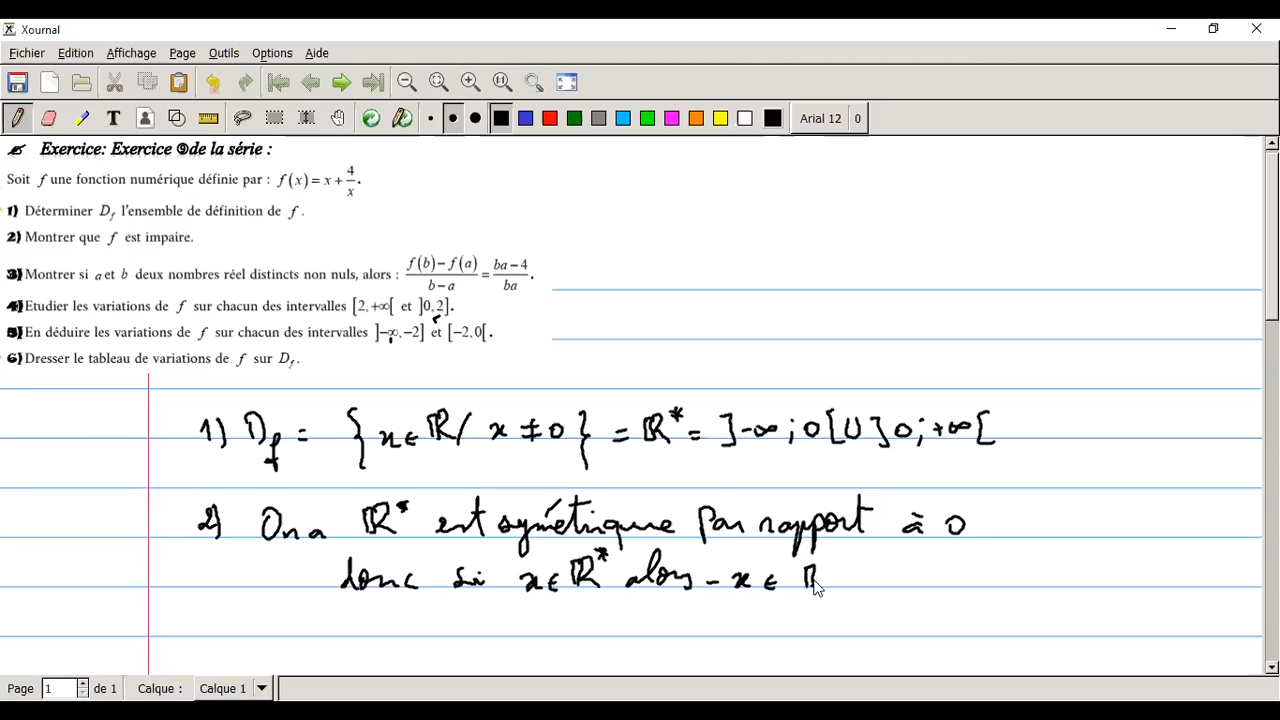 Xournal
Fichier Edition Affichage Page Outils Options Aide
Arial 12 0
Exercice: Exercice ❾de la série :
Soit f une fonction numérique définie par : f(x) = x + 4/x.
1) Déterminer D_f l'ensemble de définition de f .
2) Montrer que f est impaire.
3) Montrer si a et b deux nombres réel distincts non nuls, alors : (f(b) − f(a))/(b − a) = (ba − 4)/ba.
4) Etudier les variations de f sur chacun des intervalles [2, +∞[ et ]0, 2].
5) En déduire les variations de f sur chacun des intervalles ]−∞, −2] et [−2, 0[.
6) Dresser le tableau de variations de f sur D_f.
1) D_f = {x ∈ ℝ / x ≠ 0} = ℝ* = ]-∞ ; 0[ U ]0 ; +∞[
2) On a ℝ* est symétrique Par rapport à 0
donc si x ∈ ℝ* alors - x ∈
Page 1 de 1 Calque : Calque 1